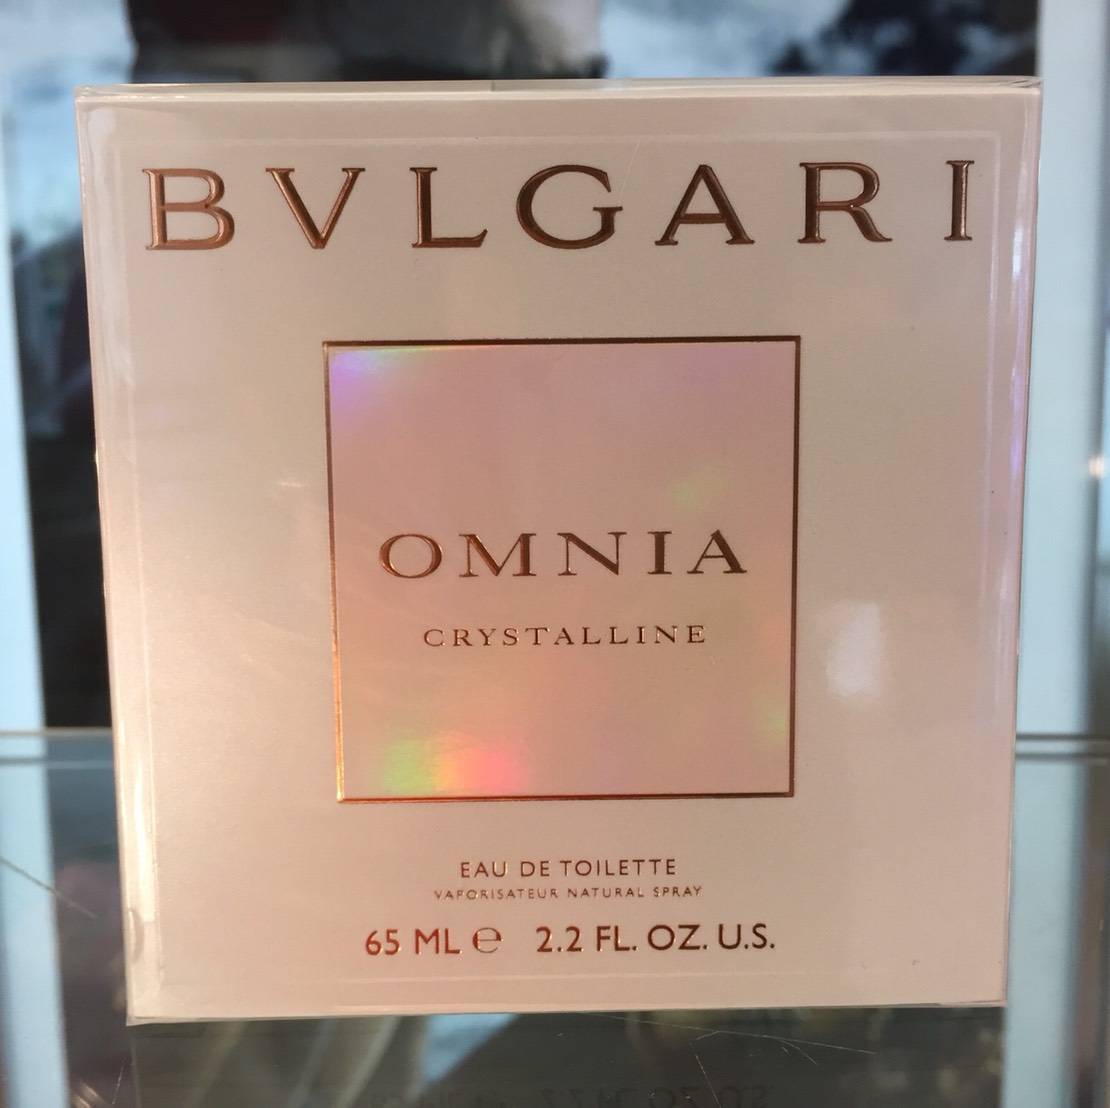 BVLGARI
OMNIA
CRYSTALLINE
EAU DE TOILETTE
VAPORISATEUR NATURAL SPRAY
65 ML ℮ 2.2 FL. OZ. U.S.